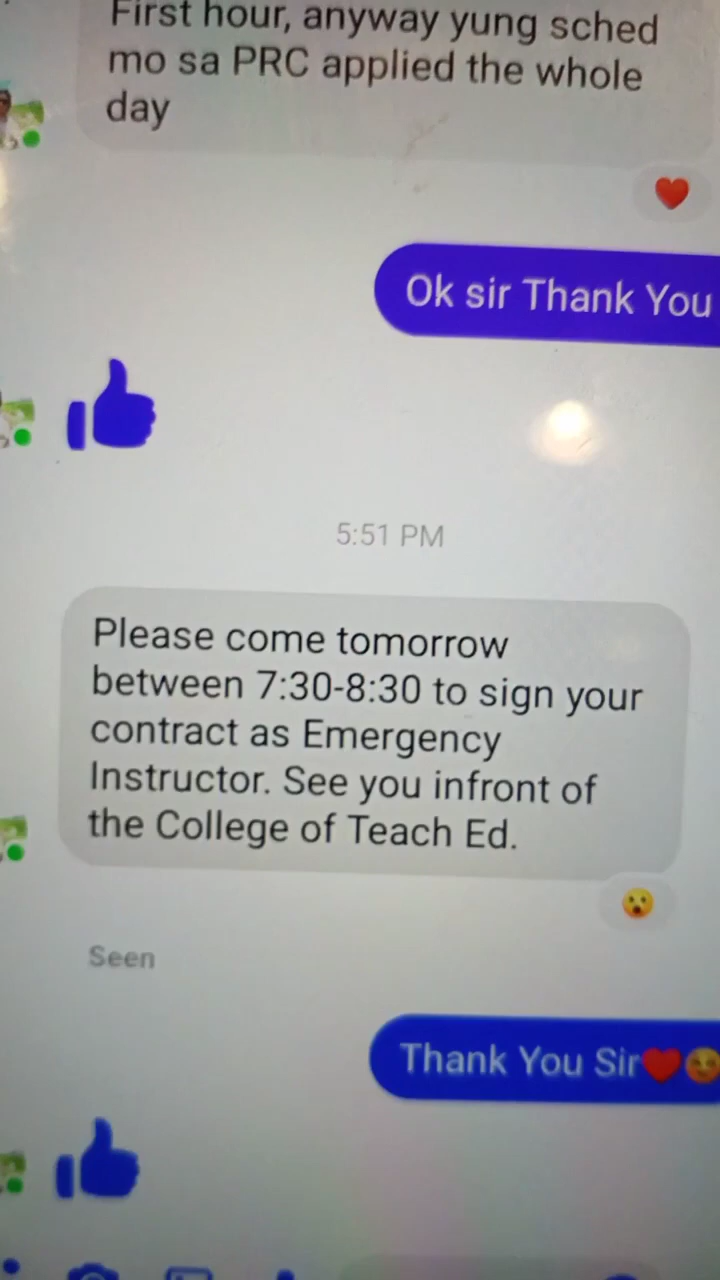 First hour, anyway yung sched
mo sa PRC applied the whole
day
Ok sir Thank You
5:51 PM
Please come tomorrow
between 7:30-8:30 to sign your
contract as Emergency
Instructor. See you infront of
the College of Teach Ed.
Seen
Thank You Sir❤️